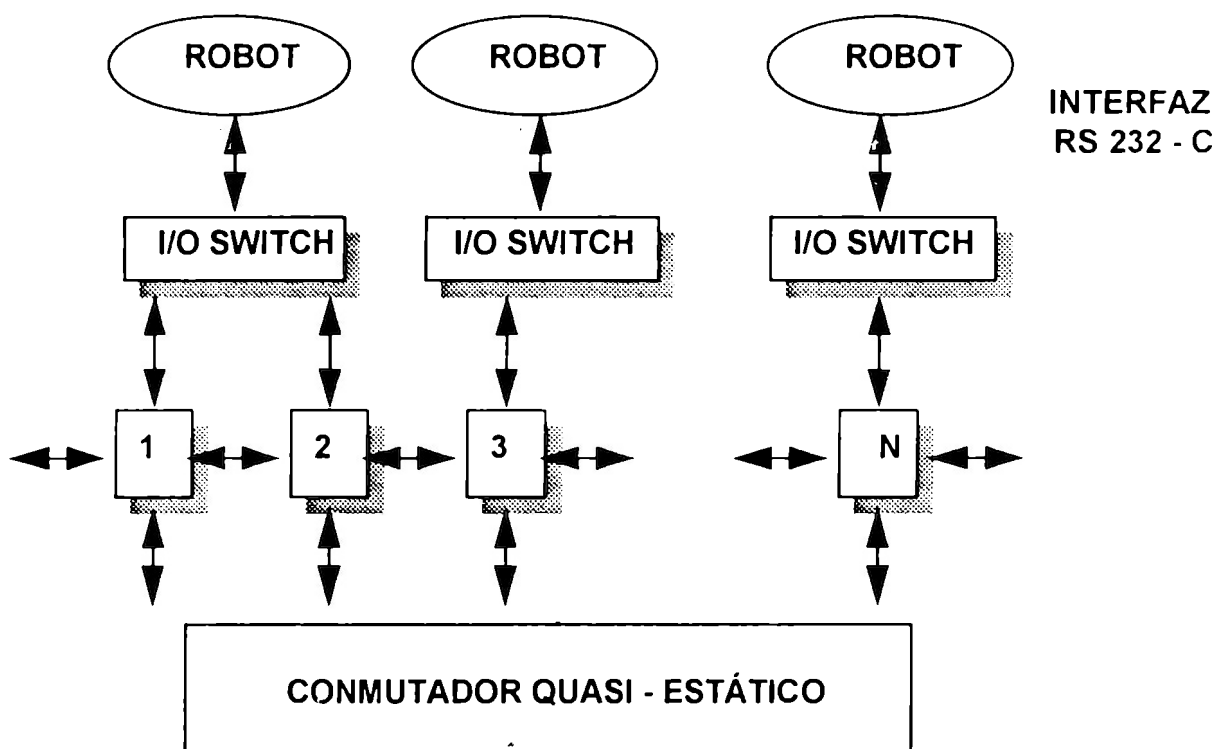 ROBOT ROBOT ROBOT
INTERFAZ
RS 232 - C
I/O SWITCH I/O SWITCH I/O SWITCH
1 2 3 N
CONMUTADOR QUASI - ESTÁTICO